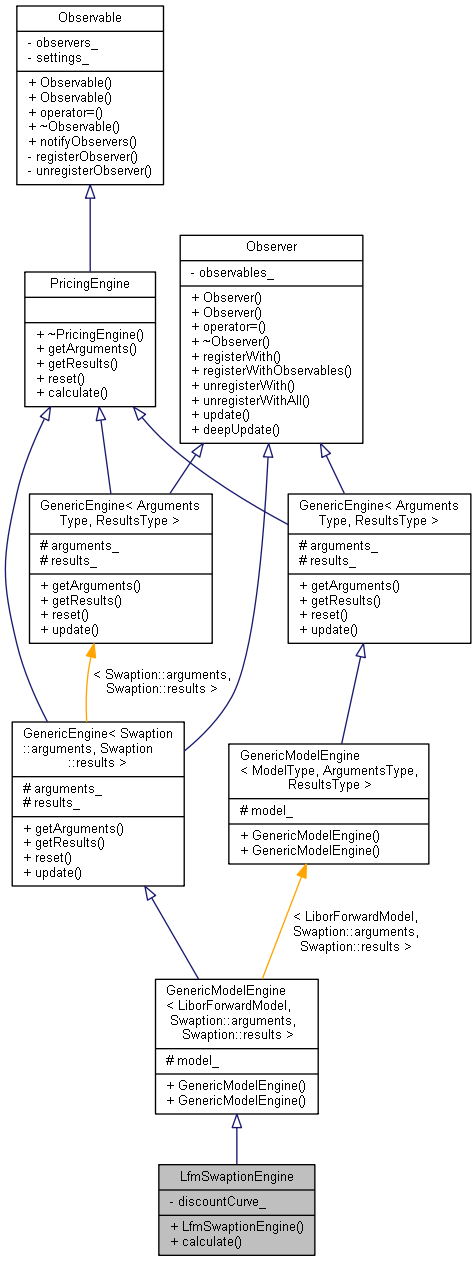 Observable
- observers_
- settings_
+ Observable()
+ Observable()
+ operator=()
+ ~Observable()
+ notifyObservers()
- registerObserver()
- unregisterObserver()
Observer
- observables_
+ Observer()
+ Observer()
+ operator=()
+ ~Observer()
+ registerWith()
+ registerWithObservables()
+ unregisterWith()
+ unregisterWithAll()
+ update()
+ deepUpdate()
PricingEngine
+ ~PricingEngine()
+ getArguments()
+ getResults()
+ reset()
+ calculate()
GenericEngine< Arguments
Type, ResultsType >
# arguments_
# results_
+ getArguments()
+ getResults()
+ reset()
+ update()
GenericEngine< Arguments
Type, ResultsType >
# arguments_
# results_
+ getArguments()
+ getResults()
+ reset()
+ update()
< Swaption::arguments,
Swaption::results >
GenericEngine< Swaption
::arguments, Swaption
::results >
# arguments_
# results_
+ getArguments()
+ getResults()
+ reset()
+ update()
GenericModelEngine
< ModelType, ArgumentsType,
ResultsType >
# model_
+ GenericModelEngine()
+ GenericModelEngine()
< LiborForwardModel,
Swaption::arguments,
Swaption::results >
GenericModelEngine
< LiborForwardModel,
Swaption::arguments,
Swaption::results >
# model_
+ GenericModelEngine()
+ GenericModelEngine()
LfmSwaptionEngine
- discountCurve_
+ LfmSwaptionEngine()
+ calculate()